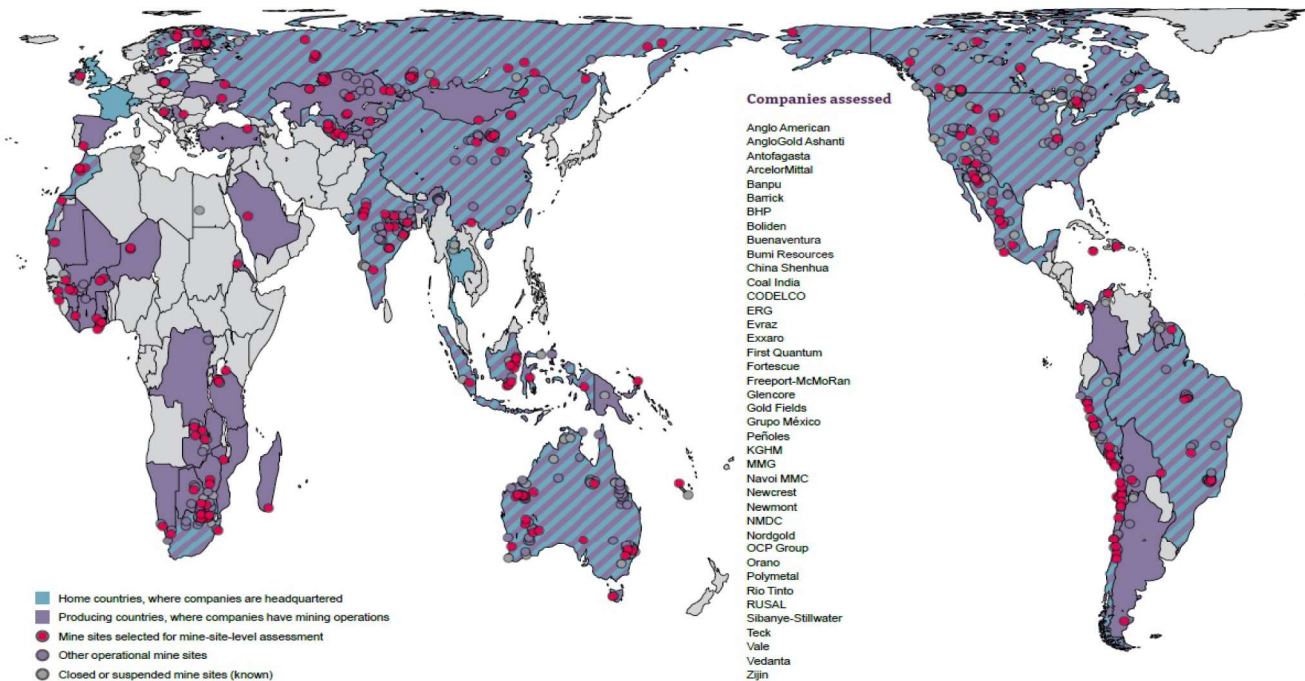 Companies assessed
Anglo American
AngloGold Ashanti
Antofagasta
ArcelorMittal
Banpu
Barrick
BHP
Boliden
Buenaventura
Bumi Resources
China Shenhua
Coal India
CODELCO
ERG
Evraz
Exxaro
First Quantum
Fortescue
Freeport-McMoRan
Glencore
Gold Fields
Grupo México
Peñoles
KGHM
MMG
Navoi MMC
Newcrest
Newmont
NMDC
Nordgold
OCP Group
Orano
Polymetal
Rio Tinto
RUSAL
Sibanye-Stillwater
Teck
Vale
Vedanta
Zijin
Home countries, where companies are headquartered
Producing countries, where companies have mining operations
Mine sites selected for mine-site-level assessment
Other operational mine sites
Closed or suspended mine sites (known)